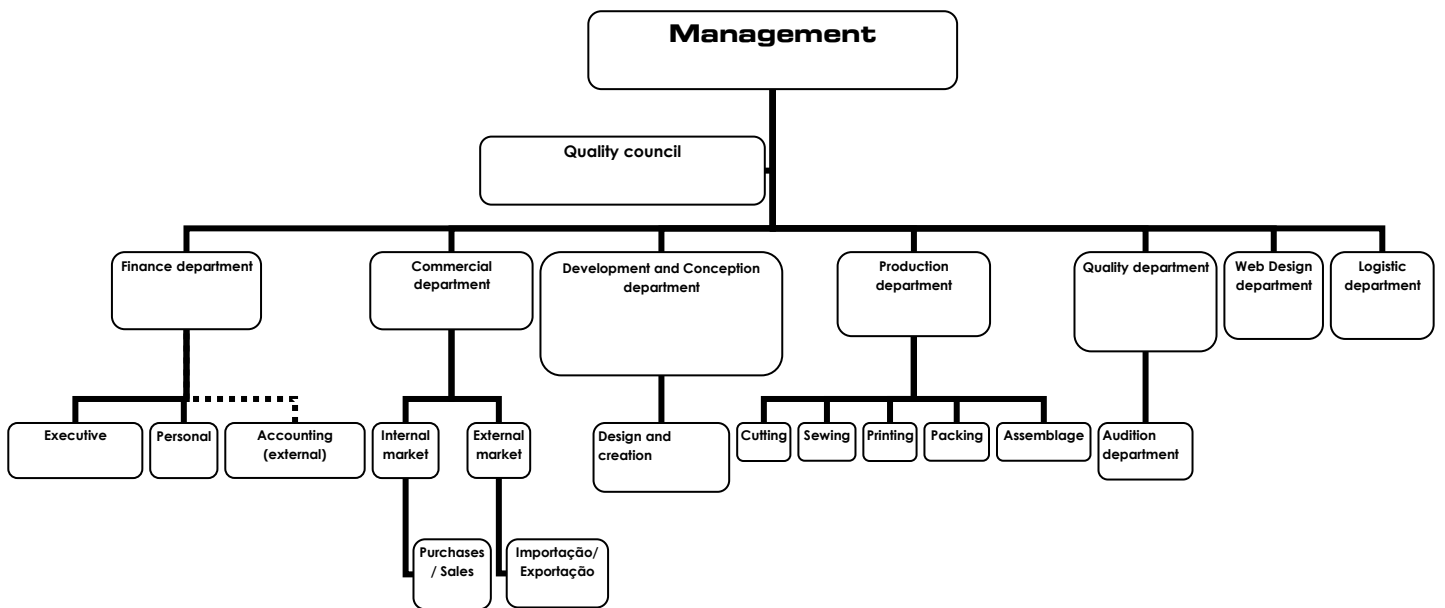 Management
Quality council
Finance department
Commercial
department
Development and Conception
department
Production
department
Quality department
Web Design
department
Logistic
department
Executive
Personal
Accounting
(external)
Internal
market
External
market
Design and
creation
Cutting
Sewing
Printing
Packing
Assemblage
Audition
department
Purchases
/ Sales
Importação/
Exportação